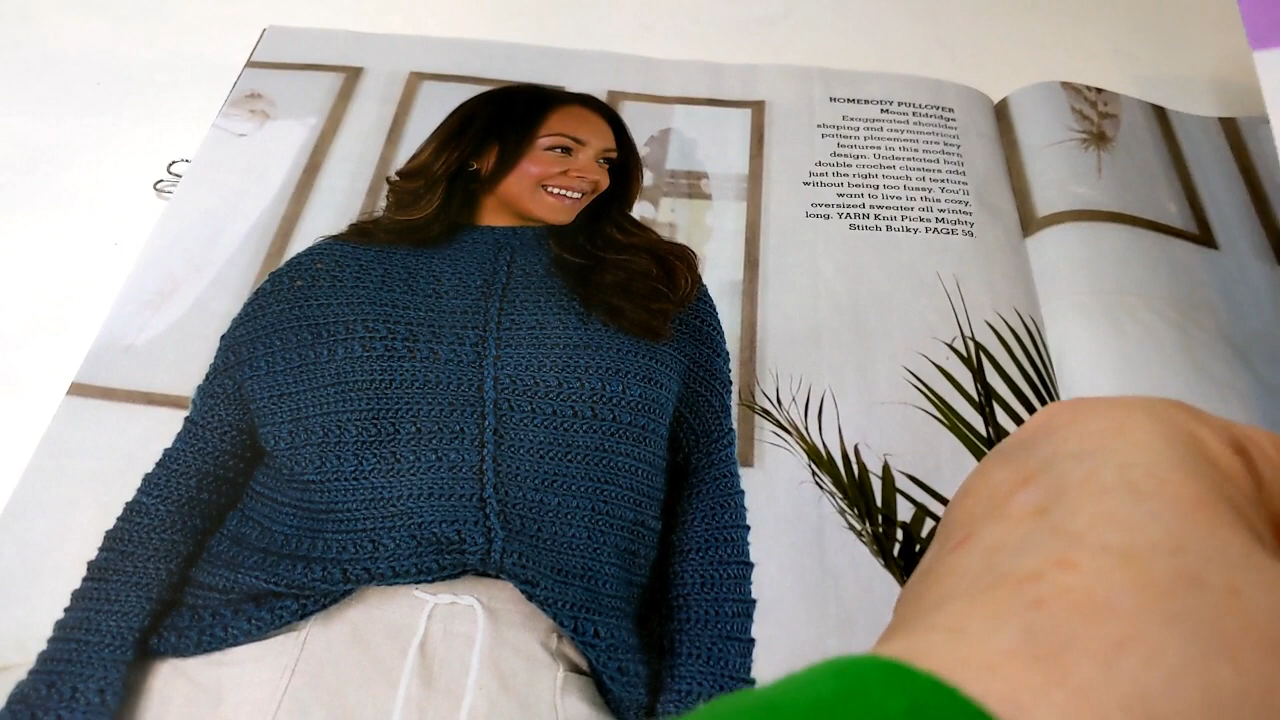 HOMEBODY PULLOVER
Moon Eldridge
Exaggerated shoulder
shaping and asymmetrical
pattern placement are key
features in this modern
design. Understated half
double crochet clusters add
just the right touch of texture
without being too fussy. You'll
want to live in this cozy,
oversized sweater all winter
long. YARN Knit Picks Mighty
Stitch Bulky. PAGE 59.